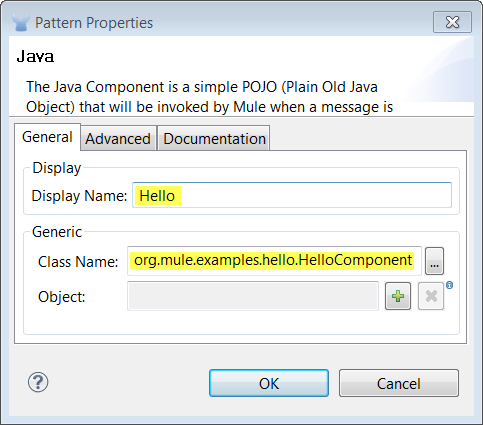 Pattern Properties
Java
The Java Component is a simple POJO (Plain Old Java
Object) that will be invoked by Mule when a message is
General Advanced Documentation
Display
Display Name: Hello
Generic
Class Name: org.mule.examples.hello.HelloComponent ...
Object:
OK Cancel